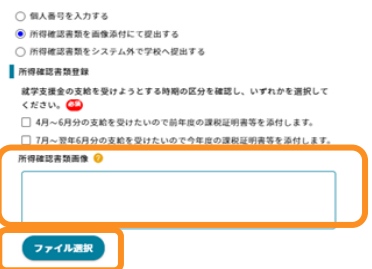 個人番号を入力する
所得確認書類を画像添付にて提出する
所得確認書類をシステム外で学校へ提出する
所得確認書類登録
就学支援金の支給を受けようとする時期の区分を確認し、いずれかを選択して
ください。 必須
4月~6月分の支給を受けたいので前年度の課税証明書等を添付します。
7月~翌年6月分の支給を受けたいので今年度の課税証明書等を添付します。
所得確認書類画像 ?
ファイル選択